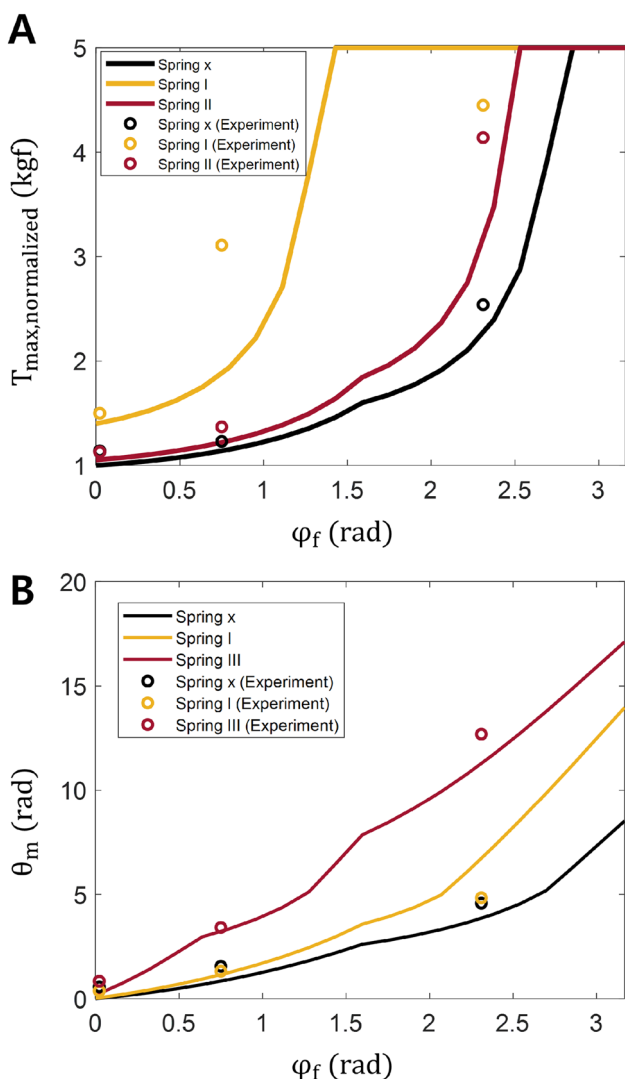 A
5
4
3
2
1
T_max,normalized (kgf)
Spring x
Spring I
Spring II
Spring x (Experiment)
Spring I (Experiment)
Spring II (Experiment)
0
0.5
1
1.5
2
2.5
3
φ_f (rad)
B
20
15
10
5
0
θ_m (rad)
Spring x
Spring I
Spring III
Spring x (Experiment)
Spring I (Experiment)
Spring III (Experiment)
0
0.5
1
1.5
2
2.5
3
φ_f (rad)